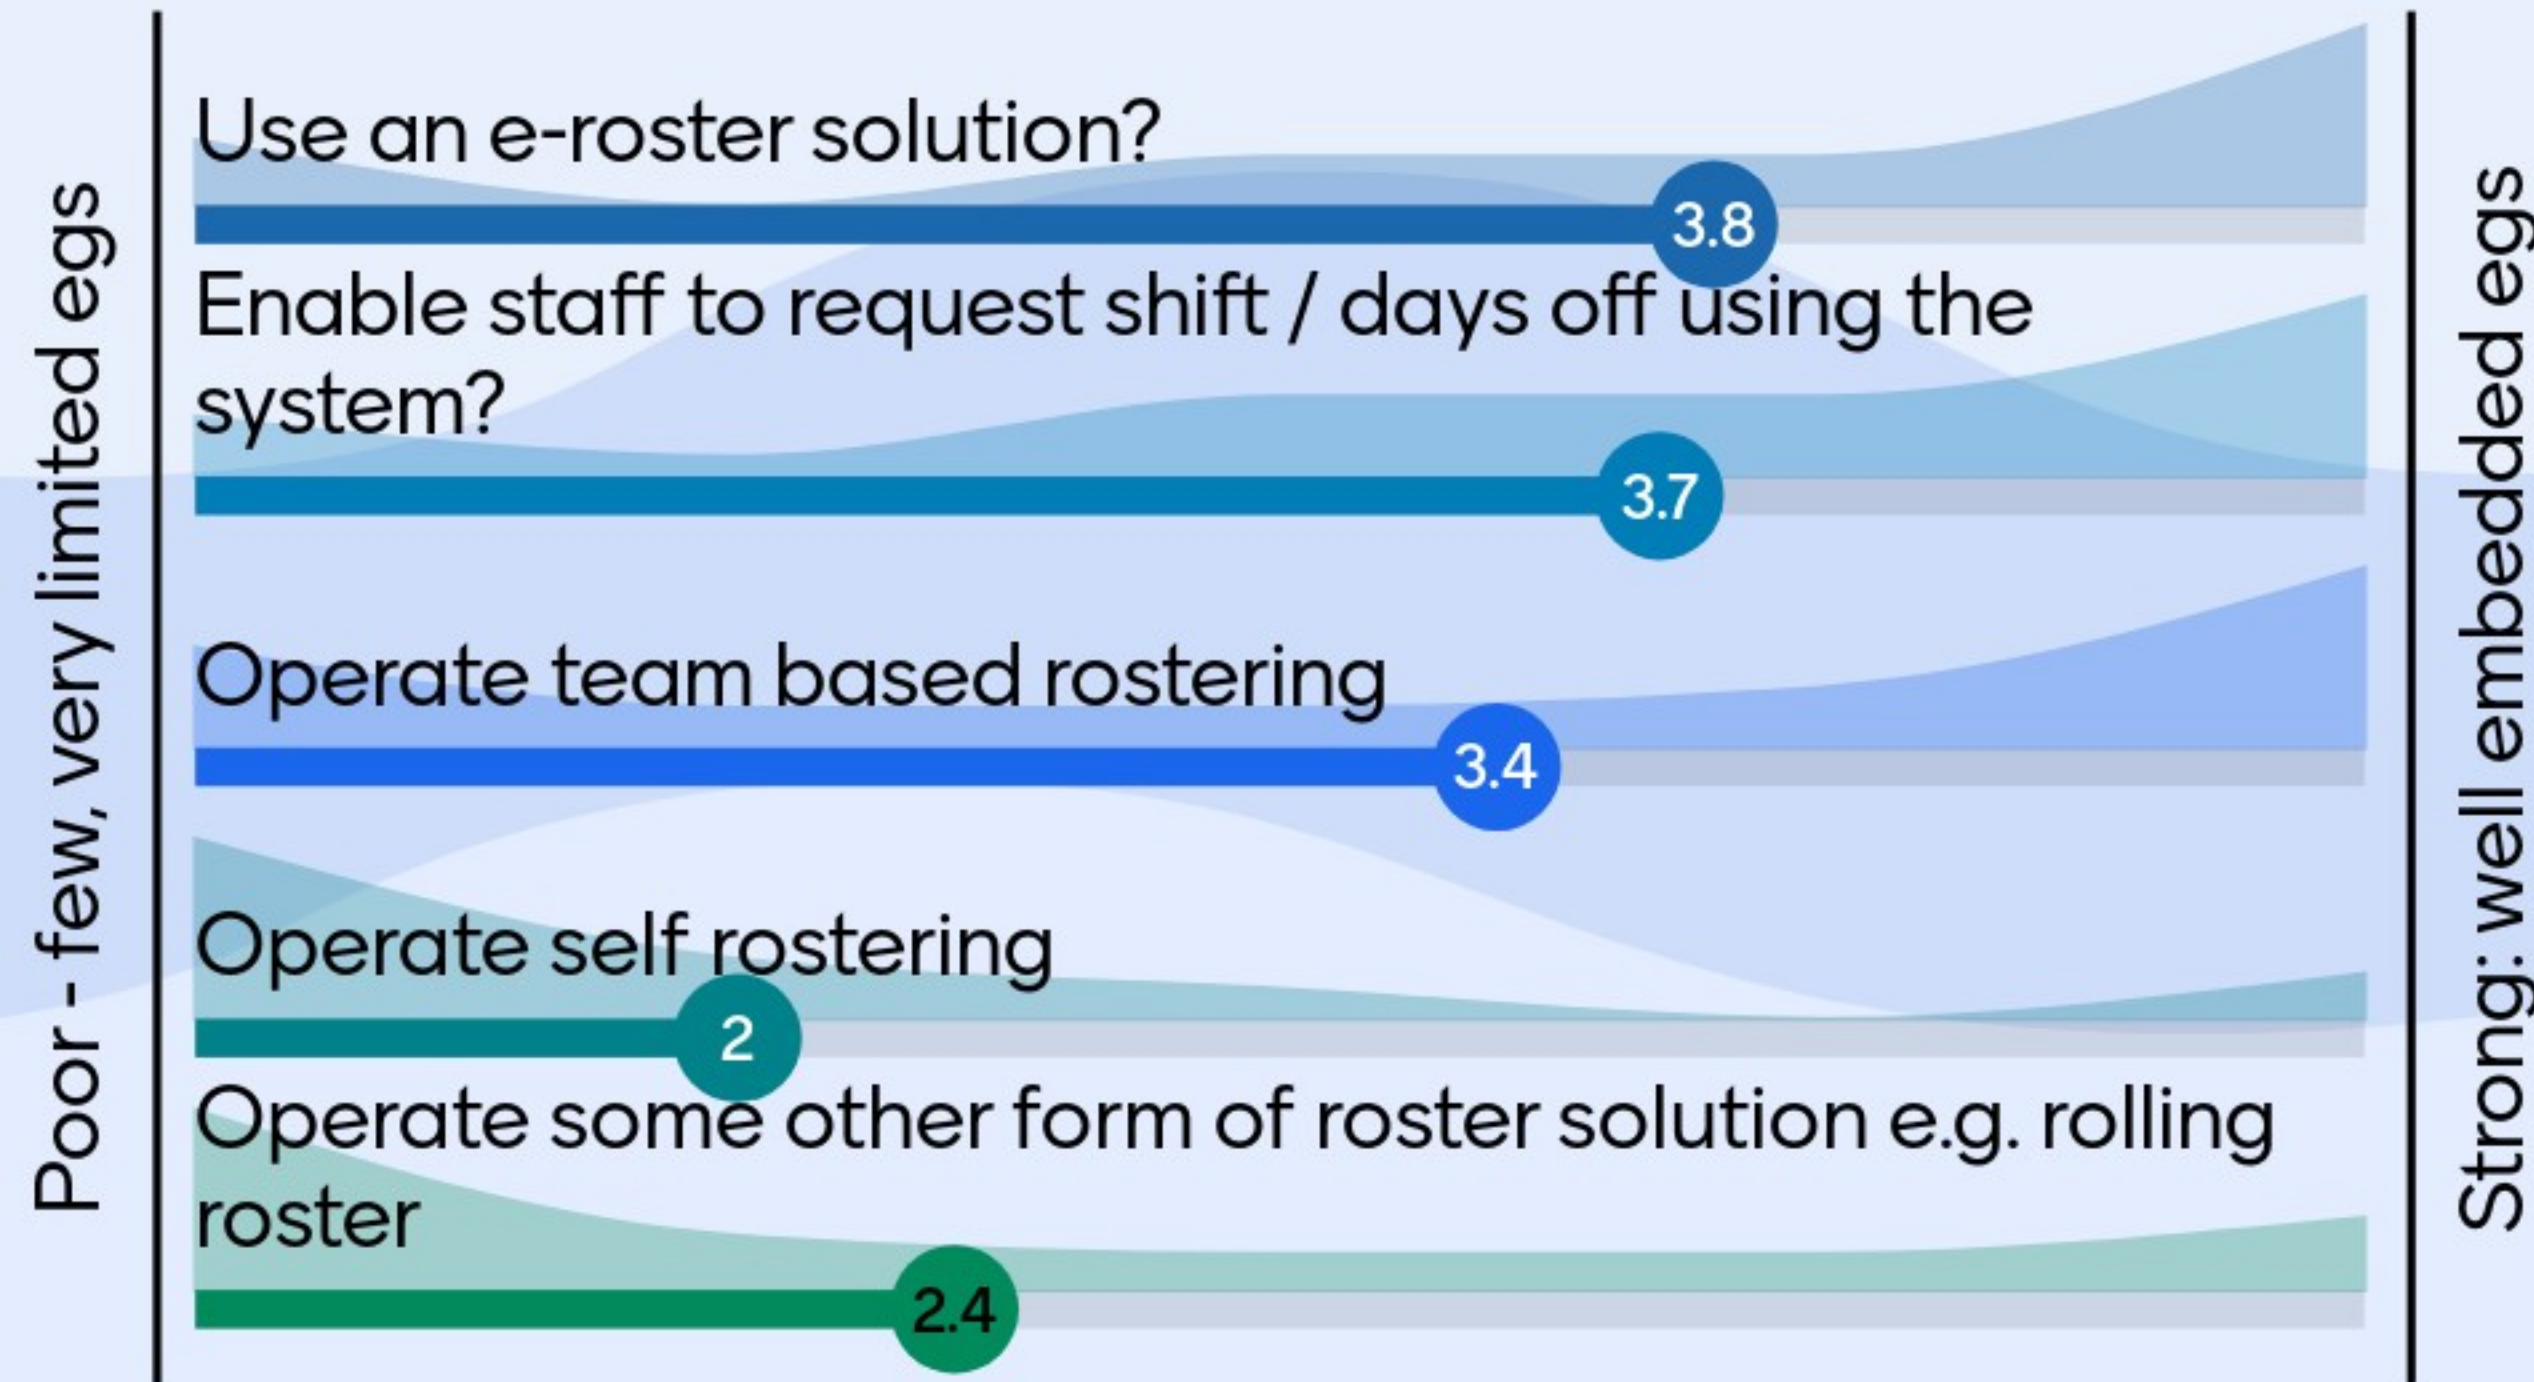 Poor - few, very limited egs
Use an e-roster solution?
3.8
Enable staff to request shift / days off using the
system?
3.7
Operate team based rostering
3.4
Operate self rostering
2
Operate some other form of roster solution e.g. rolling
roster
2.4
Strong: well embedded egs